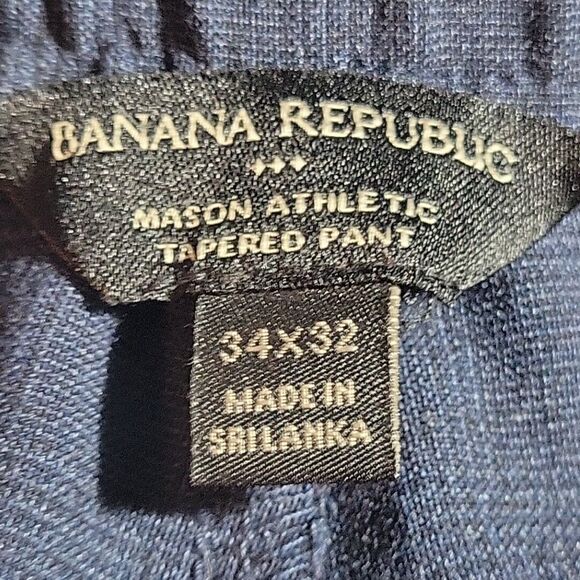 BANANA REPUBLIC
MASON ATHLETIC
TAPERED PANT
34X32
MADE IN
SRI LANKA